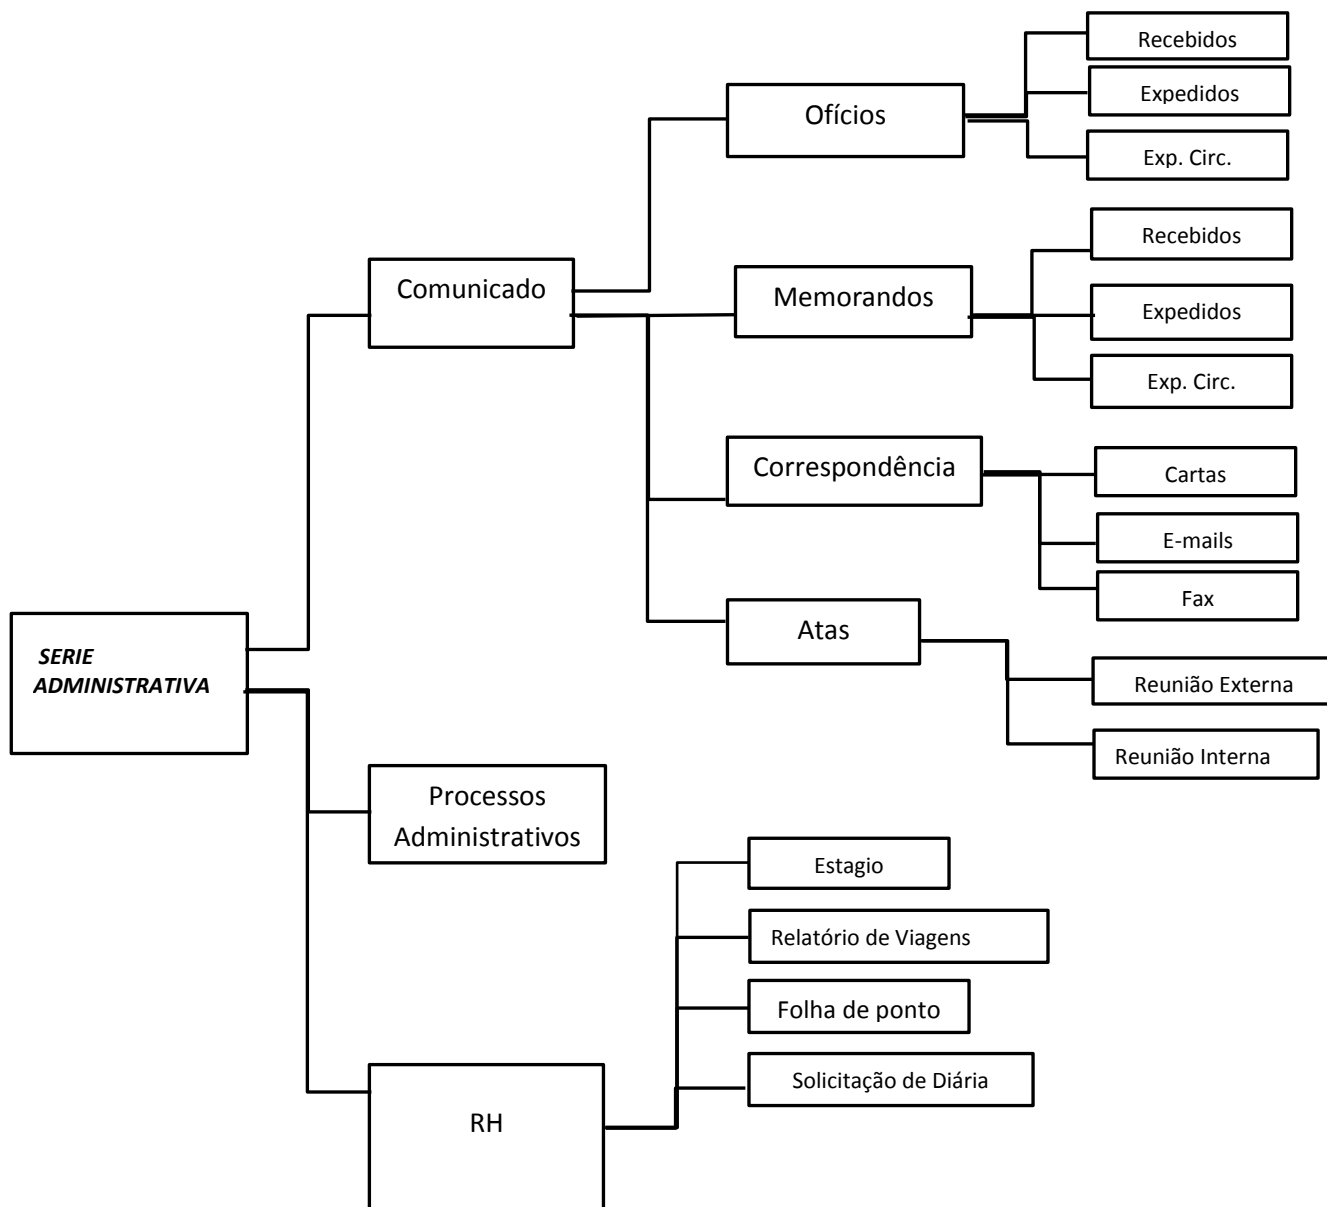 Recebidos
Ofícios
Expedidos
Exp. Circ.
Recebidos
Comunicado
Memorandos
Expedidos
Exp. Circ.
Correspondência
Cartas
E-mails
Fax
Atas
SERIE
ADMINISTRATIVA
Reunião Externa
Reunião Interna
Processos
Administrativos
Estagio
Relatório de Viagens
Folha de ponto
Solicitação de Diária
RH